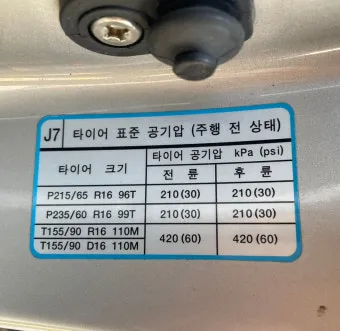 J7 타이어 표준 공기압 (주행 전 상태)
타이어 크기 타이어 공기압 kPa (psi)
전 륜 후 륜
P215/65 R16 96T 210(30) 210(30)
P235/60 R16 99T 210(30) 210(30)
T155/90 R16 110M 420(60) 420(60)
T155/90 D16 110M